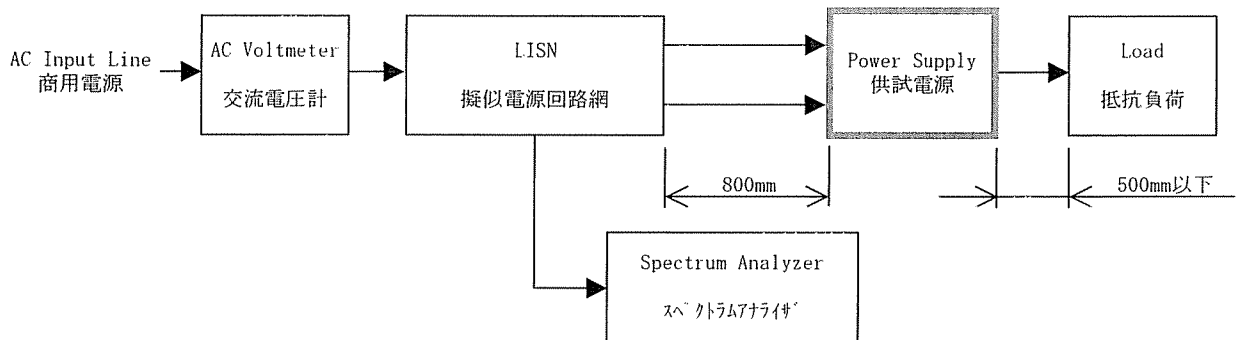 AC Input Line
商用電源
AC Voltmeter
交流電圧計
LISN
擬似電源回路網
Power Supply
供試電源
Load
抵抗負荷
800mm
500mm以下
Spectrum Analyzer
ｽﾍﾟｸﾄﾗﾑｱﾅﾗｲｻﾞ